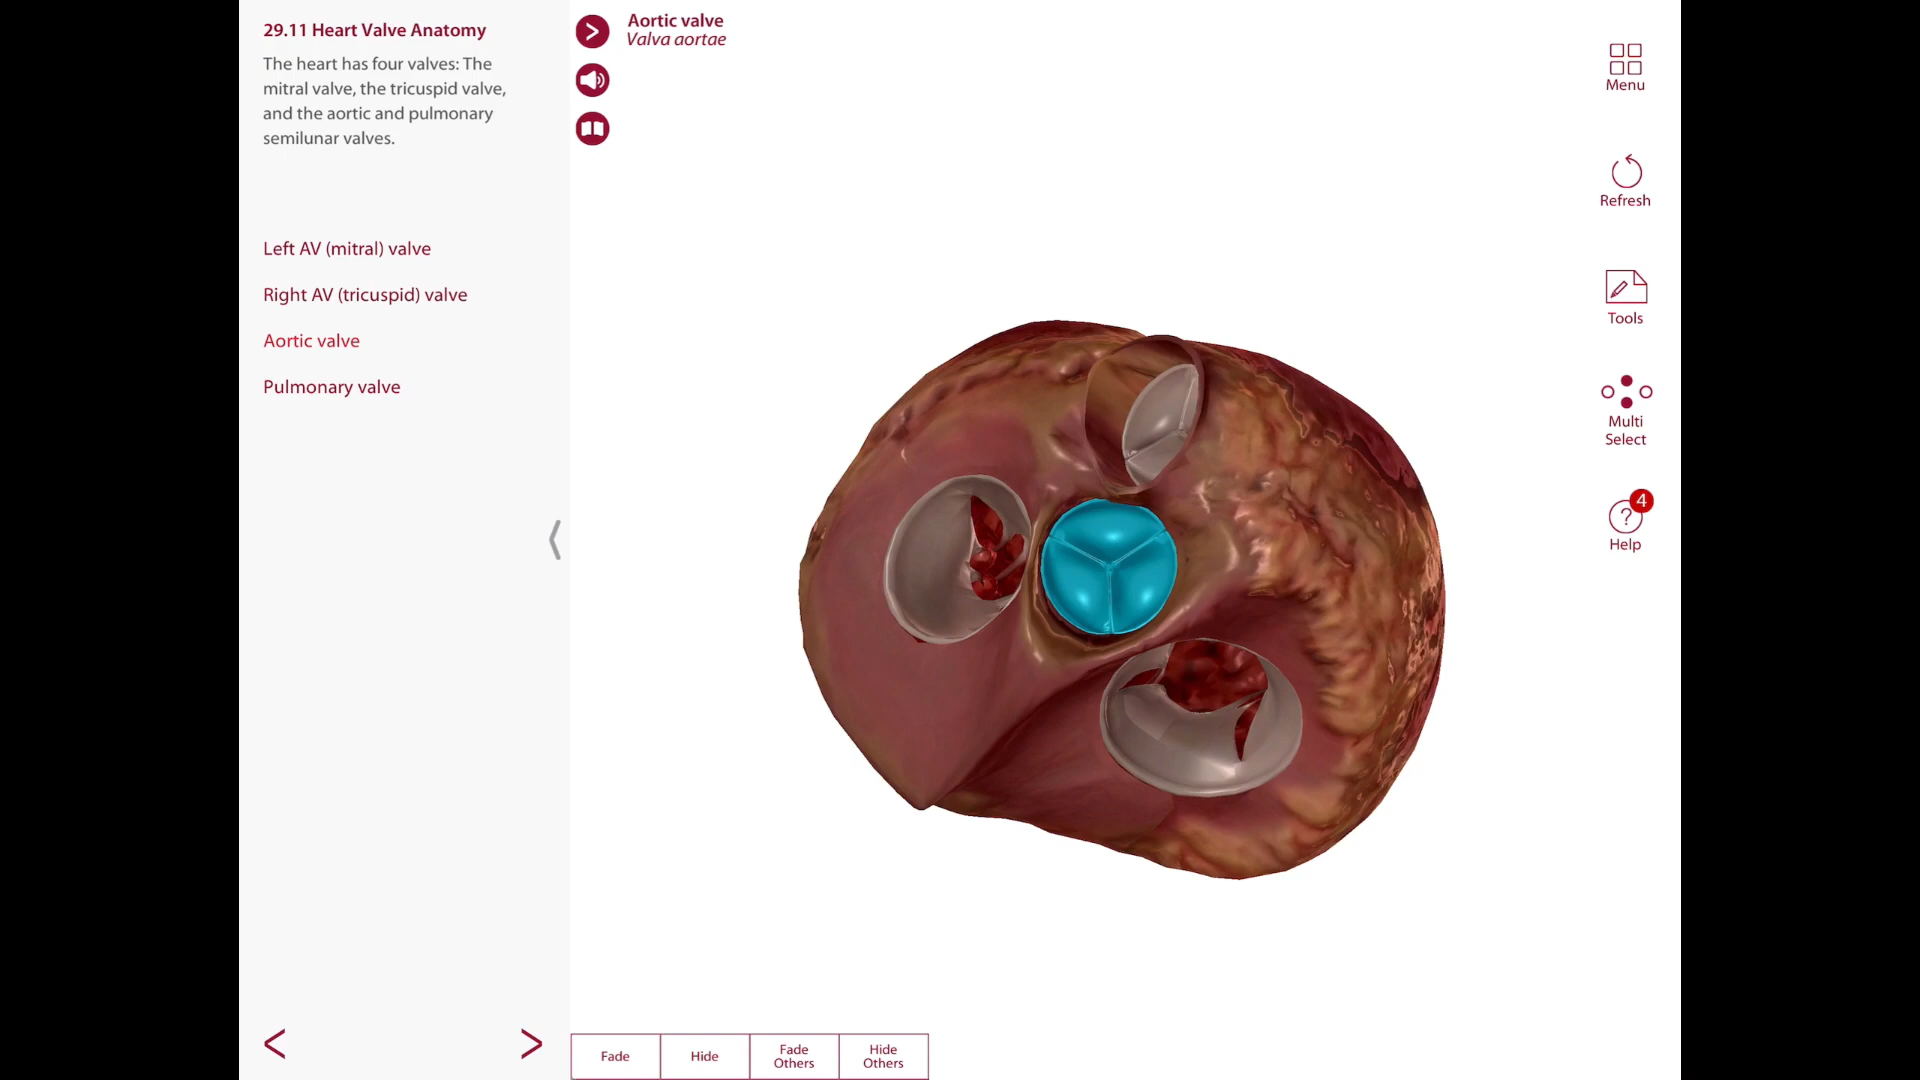 29.11 Heart Valve Anatomy
The heart has four valves: The
mitral valve, the tricuspid valve,
and the aortic and pulmonary
semilunar valves.
Left AV (mitral) valve
Right AV (tricuspid) valve
Aortic valve
Pulmonary valve
Aortic valve
Valva aortae
Menu
Refresh
Tools
Multi
Select
4
?
Help
Fade
Hide
Fade
Others
Hide
Others